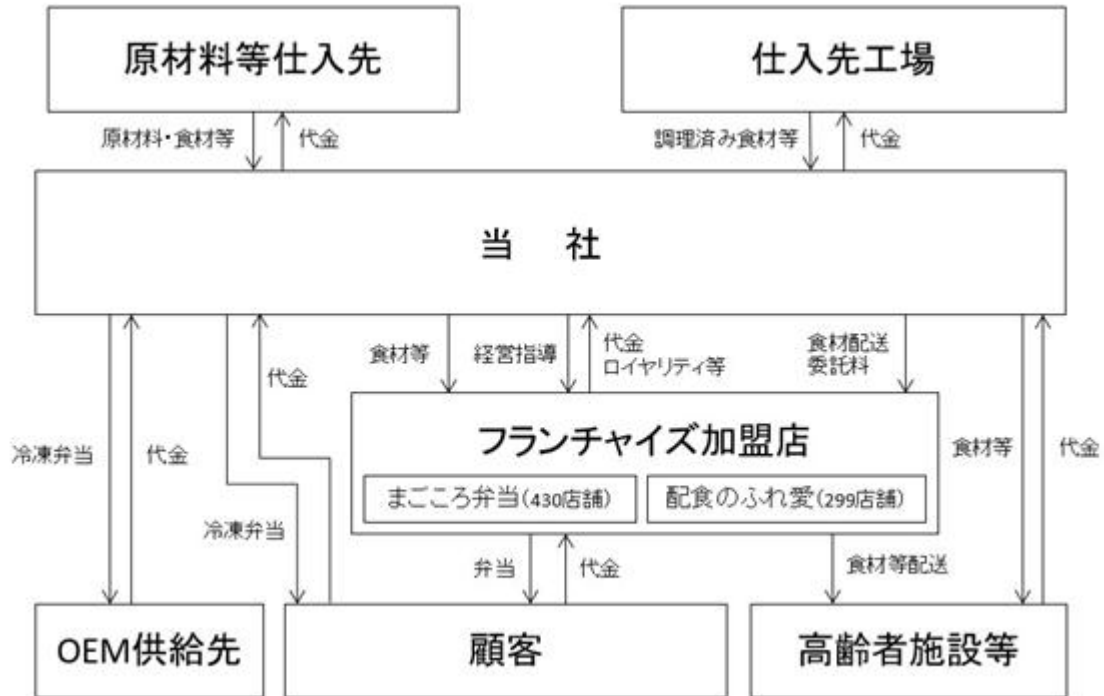 原材料等仕入先
仕入先工場
原材料・食材等
代金
調理済み食材等
代金
当 社
冷凍弁当
代金
冷凍弁当
代金
食材等
経営指導
代金
ロイヤリティ等
食材配送
委託料
フランチャイズ加盟店
まごころ弁当(430店舗)
配食のふれ愛(299店舗)
食材等
代金
弁当
代金
食材等配送
OEM供給先
顧客
高齢者施設等